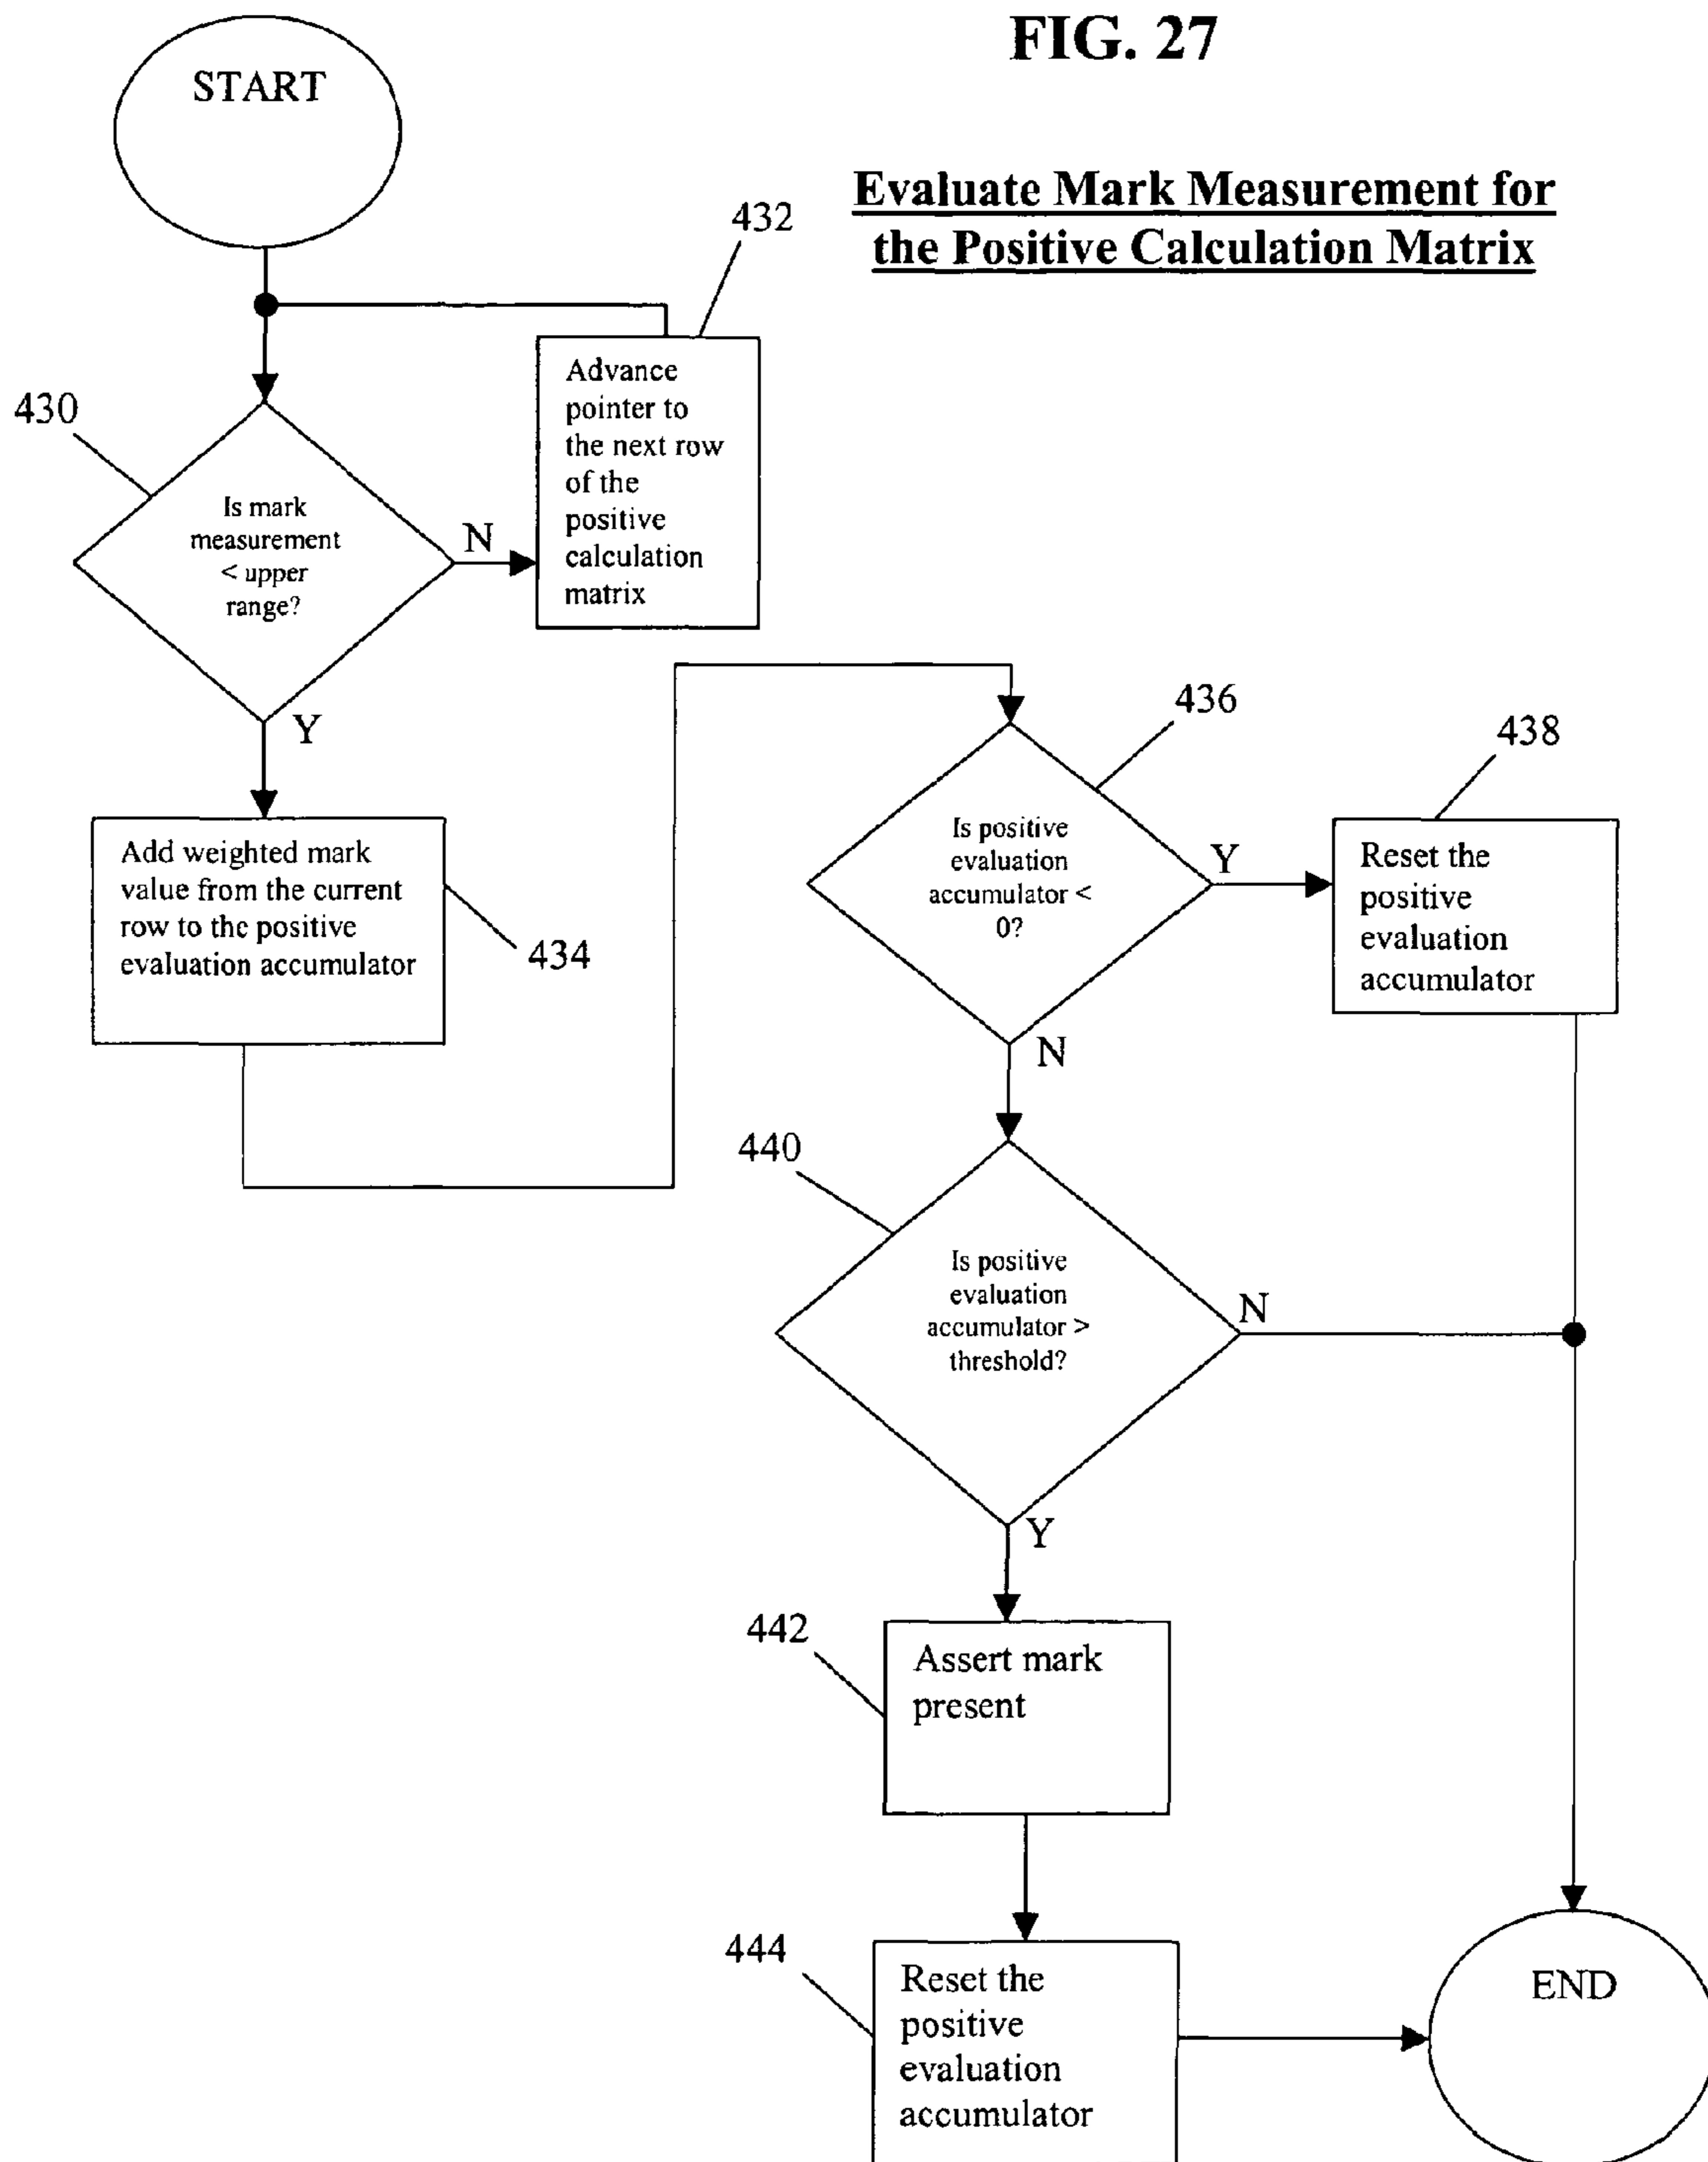 FIG. 27
START
Evaluate Mark Measurement for
the Positive Calculation Matrix
432
Advance
pointer to
the next row
of the
positive
calculation
matrix
430
Is mark
measurement
< upper
range?
N
Y
Add weighted mark
value from the current
row to the positive
evaluation accumulator
434
436
Is positive
evaluation
accumulator <
0?
Y
438
Reset the
positive
evaluation
accumulator
N
440
Is positive
evaluation
accumulator >
threshold?
N
Y
442
Assert mark
present
444
Reset the
positive
evaluation
accumulator
END